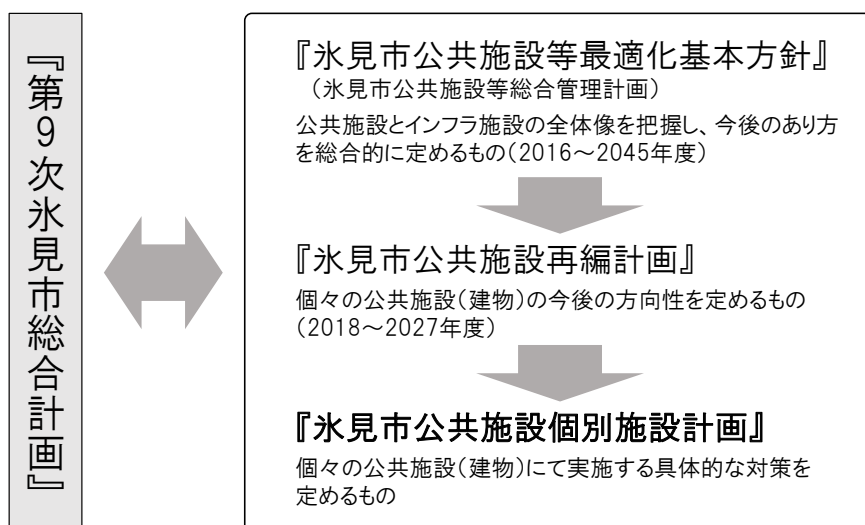 『第9次氷見市総合計画』
『氷見市公共施設等最適化基本方針』
（氷見市公共施設等総合管理計画）
公共施設とインフラ施設の全体像を把握し、今後のあり方
を総合的に定めるもの（2016～2045年度）
『氷見市公共施設再編計画』
個々の公共施設（建物）の今後の方向性を定めるもの
（2018～2027年度）
『氷見市公共施設個別施設計画』
個々の公共施設（建物）にて実施する具体的な対策を
定めるもの